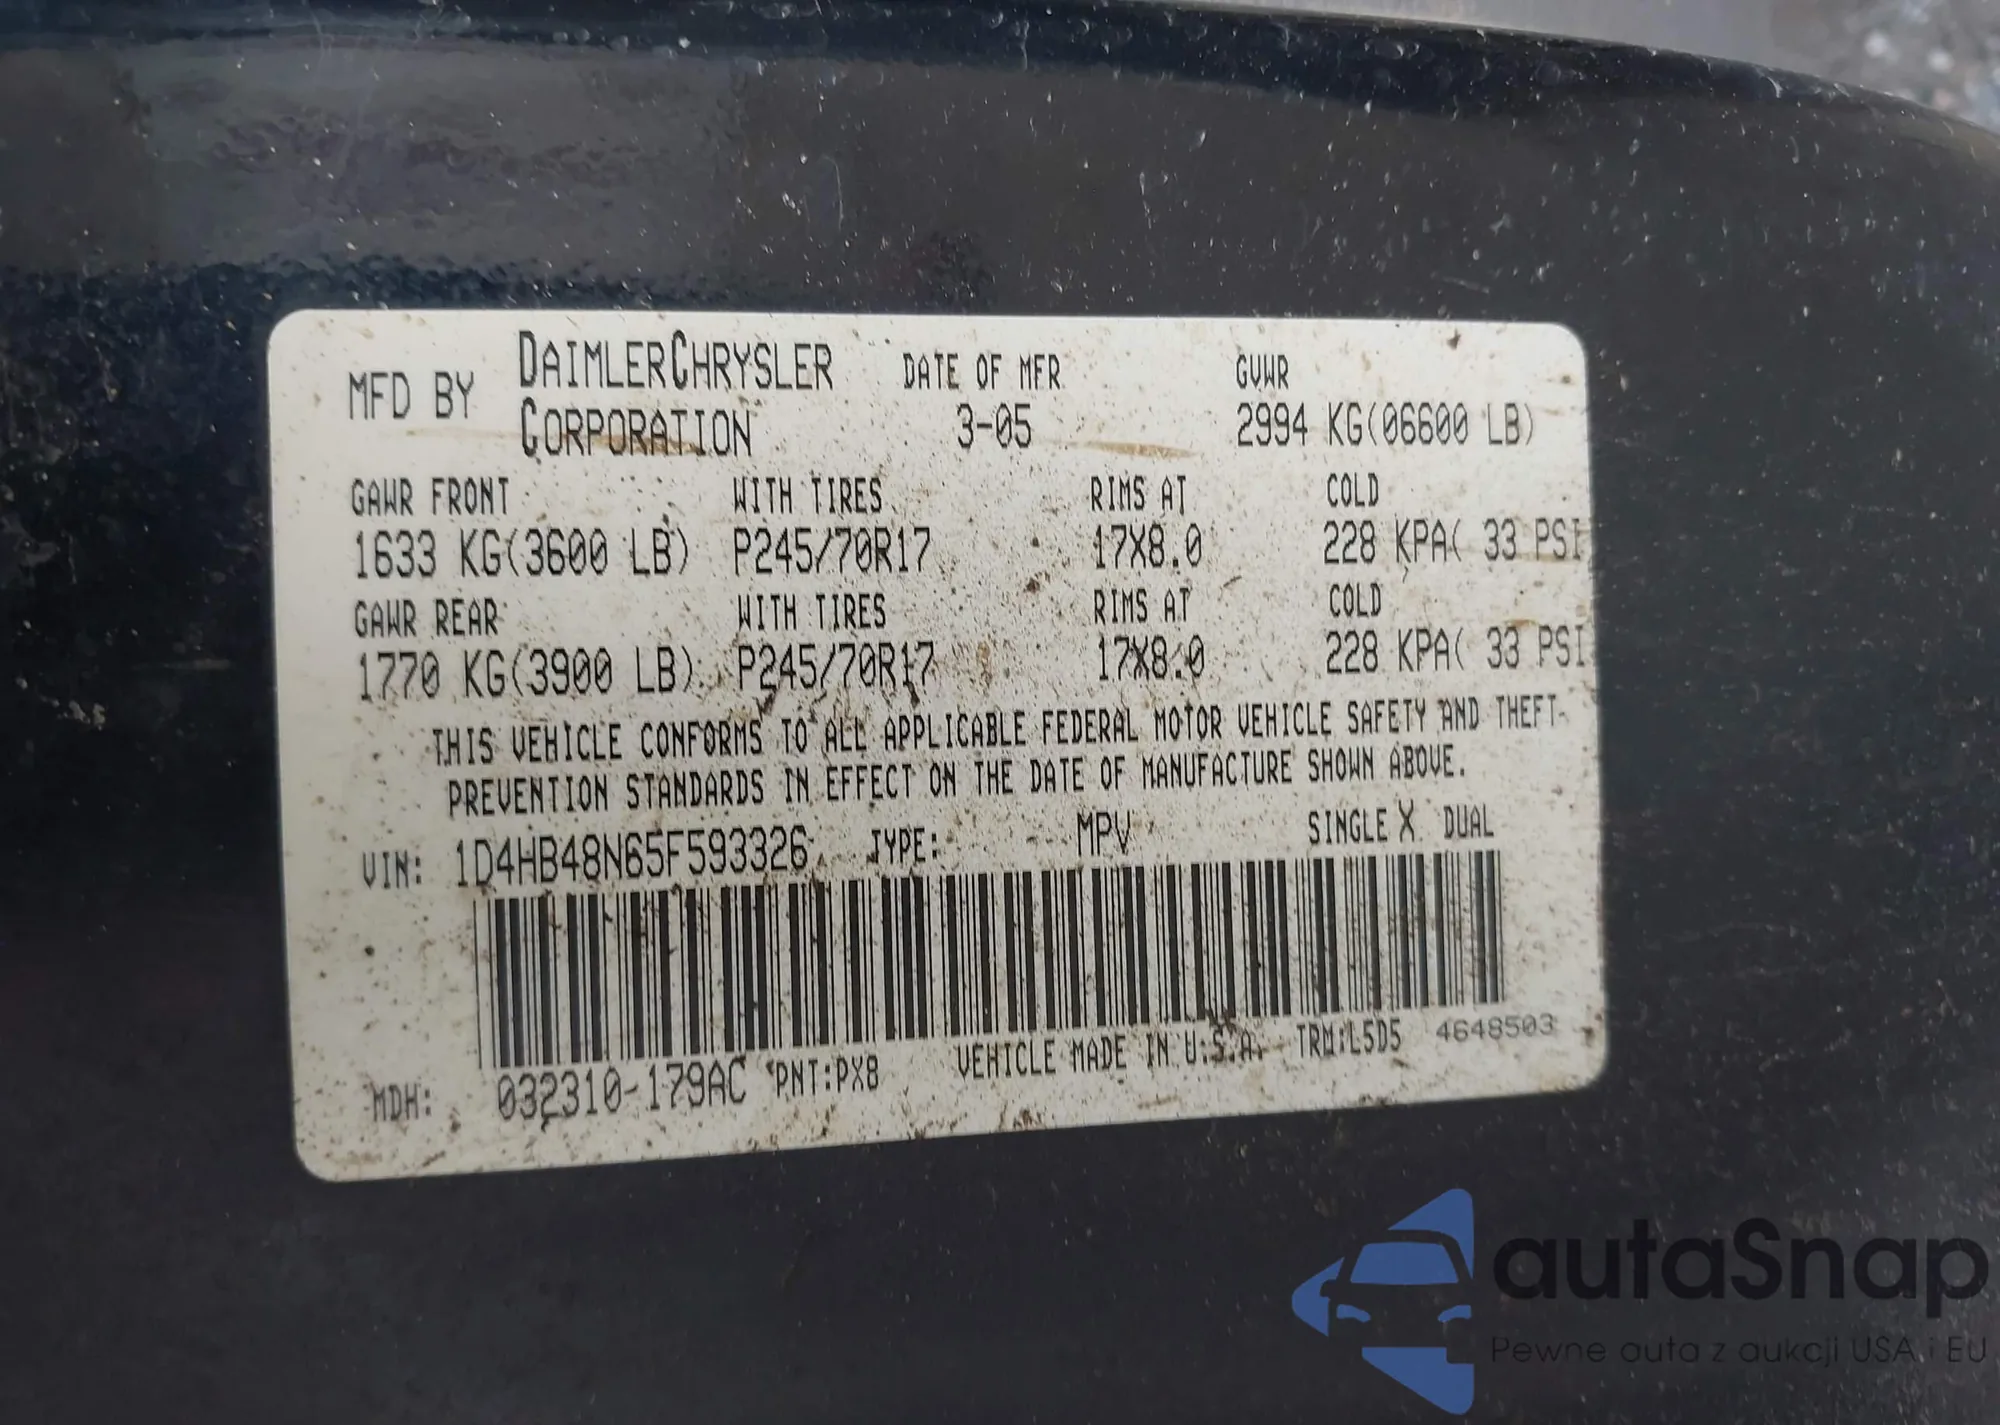 MFD BY DAIMLERCHRYSLER CORPORATION DATE OF MFR 3-05 GVWR 2994 KG(06600 LB)
GAWR FRONT WITH TIRES RIMS AT COLD
1633 KG(3600 LB) P245/70R17 17X8.0 228 KPA( 33 PSI
GAWR REAR WITH TIRES RIMS AT COLD
1770 KG(3900 LB) P245/70R17 17X8.0 228 KPA( 33 PSI
THIS VEHICLE CONFORMS TO ALL APPLICABLE FEDERAL MOTOR VEHICLE SAFETY AND THEFT
PREVENTION STANDARDS IN EFFECT ON THE DATE OF MANUFACTURE SHOWN ABOVE.
VIN: 1D4HB48N65F593326 TYPE: MPV SINGLE X DUAL
MDH: 032310-179AC PNT:PX8 VEHICLE MADE IN U.S.A. TRM:L5D5 4648503
autaSnap
Pewne auta z aukcji USA i EU